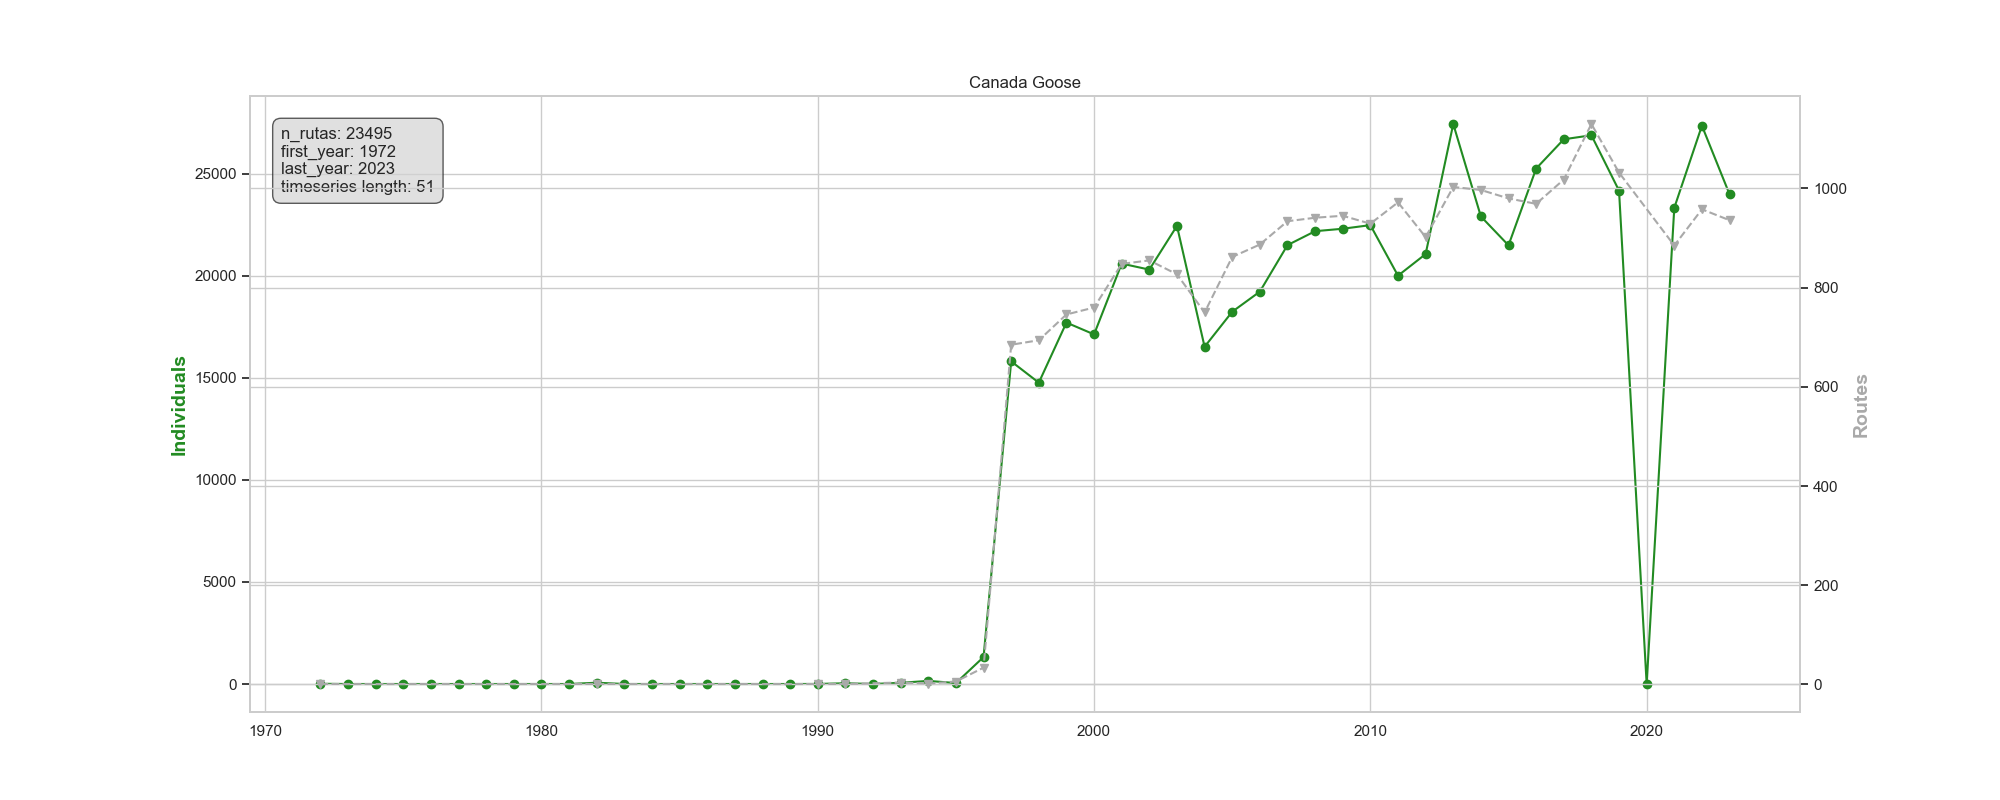 Canada Goose
n_rutas: 23495
first_year: 1972
last_year: 2023
timeseries length: 51
25000
20000
15000
10000
5000
0
Individuals
1000
800
600
400
200
0
Routes
1970
1980
1990
2000
2010
2020